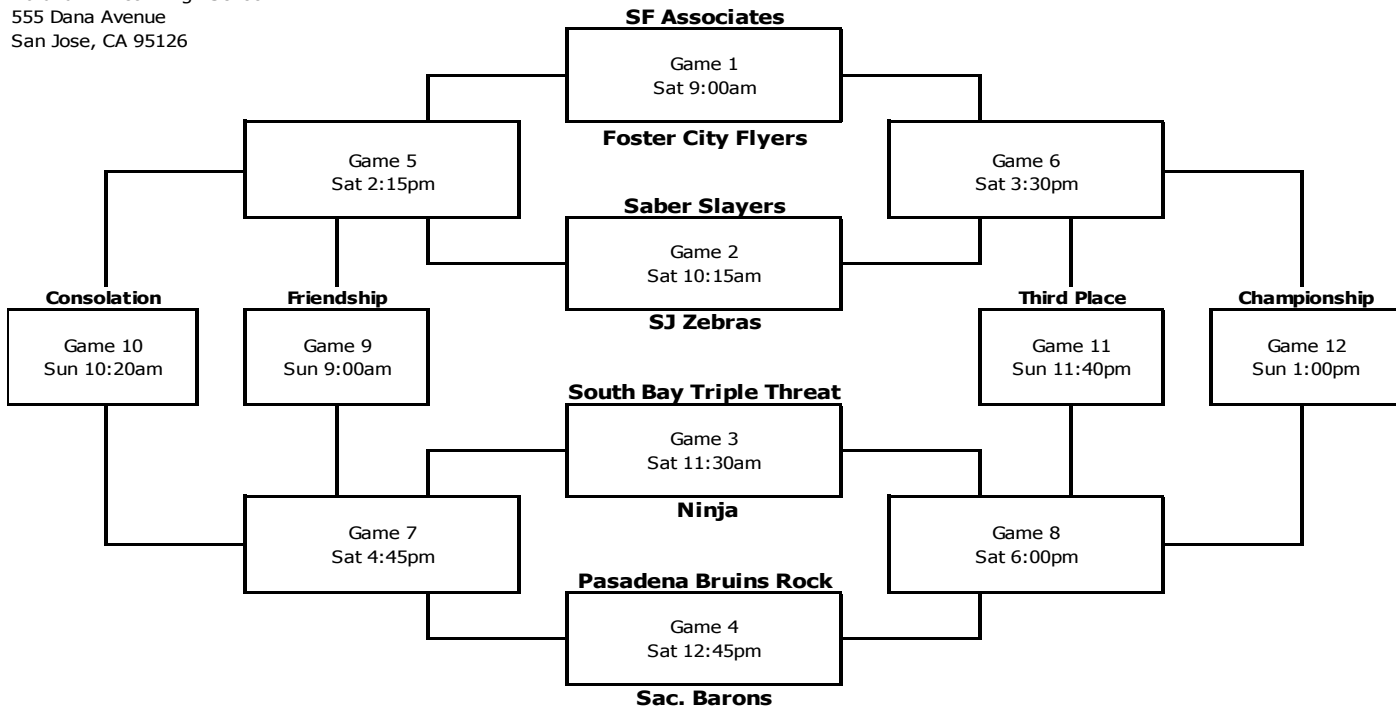 555 Dana Avenue
San Jose, CA 95126
SF Associates
Game 1
Sat 9:00am
Foster City Flyers
Game 5
Sat 2:15pm
Game 6
Sat 3:30pm
Saber Slayers
Game 2
Sat 10:15am
SJ Zebras
Consolation
Friendship
Third Place
Championship
Game 10
Sun 10:20am
Game 9
Sun 9:00am
Game 11
Sun 11:40pm
Game 12
Sun 1:00pm
South Bay Triple Threat
Game 3
Sat 11:30am
Ninja
Game 7
Sat 4:45pm
Game 8
Sat 6:00pm
Pasadena Bruins Rock
Game 4
Sat 12:45pm
Sac. Barons